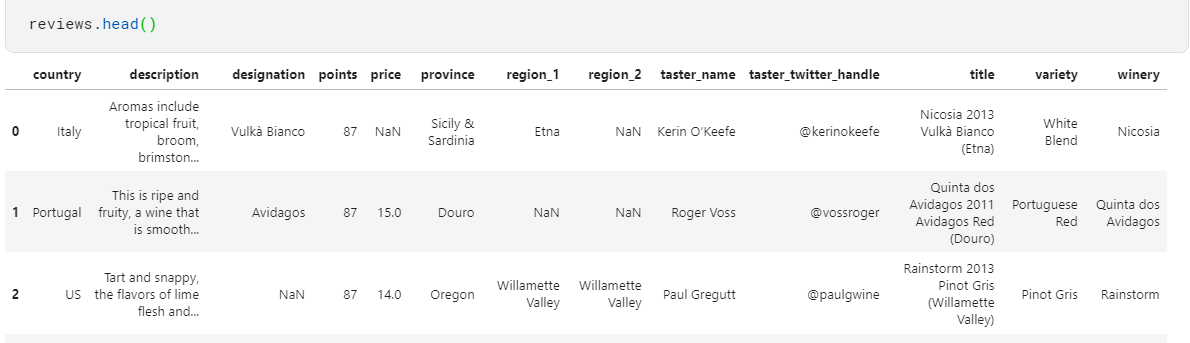 reviews.head()
country description designation points price province region_1 region_2 taster_name taster_twitter_handle title variety winery
0 Italy Aromas include tropical fruit, broom, brimston... Vulkà Bianco 87 NaN Sicily & Sardinia Etna NaN Kerin O’Keefe @kerinokeefe Nicosia 2013 Vulkà Bianco (Etna) White Blend Nicosia
1 Portugal This is ripe and fruity, a wine that is smooth... Avidagos 87 15.0 Douro NaN NaN Roger Voss @vossroger Quinta dos Avidagos 2011 Avidagos Red (Douro) Portuguese Red Quinta dos Avidagos
2 US Tart and snappy, the flavors of lime flesh and... NaN 87 14.0 Oregon Willamette Valley Willamette Valley Paul Gregutt @paulgwine Rainstorm 2013 Pinot Gris (Willamette Valley) Pinot Gris Rainstorm